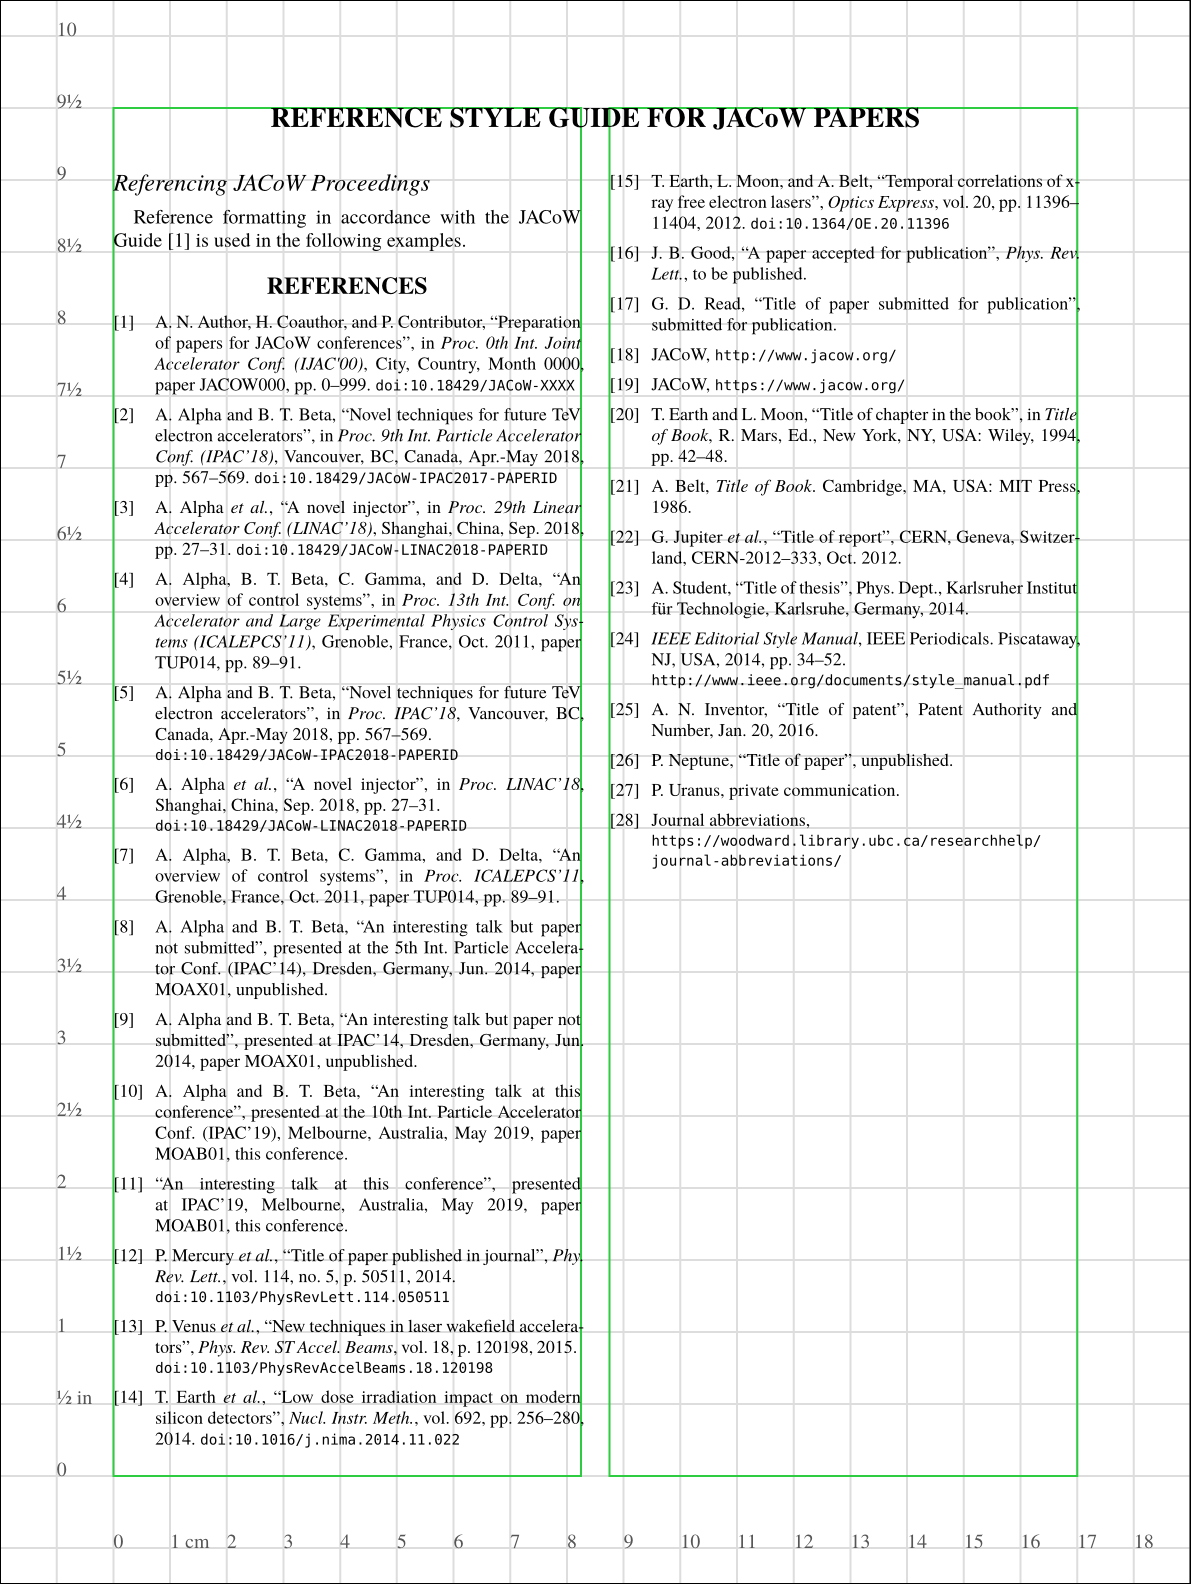 REFERENCE STYLE GUIDE FOR JACoW PAPERS
Referencing JACoW Proceedings
Reference formatting in accordance with the JACoW
Guide [1] is used in the following examples.
REFERENCES
[1] A. N. Author, H. Coauthor, and P. Contributor, “Preparation
of papers for JACoW conferences”, in Proc. 0th Int. Joint
Accelerator Conf. (IJAC'00), City, Country, Month 0000,
paper JACOW000, pp. 0–999. doi:10.18429/JACoW-XXXX
[2] A. Alpha and B. T. Beta, “Novel techniques for future TeV
electron accelerators”, in Proc. 9th Int. Particle Accelerator
Conf. (IPAC’18), Vancouver, BC, Canada, Apr.-May 2018,
pp. 567–569. doi:10.18429/JACoW-IPAC2017-PAPERID
[3] A. Alpha et al., “A novel injector”, in Proc. 29th Linear
Accelerator Conf. (LINAC’18), Shanghai, China, Sep. 2018,
pp. 27–31. doi:10.18429/JACoW-LINAC2018-PAPERID
[4] A. Alpha, B. T. Beta, C. Gamma, and D. Delta, “An
overview of control systems”, in Proc. 13th Int. Conf. on
Accelerator and Large Experimental Physics Control Sys-
tems (ICALEPCS’11), Grenoble, France, Oct. 2011, paper
TUP014, pp. 89–91.
[5] A. Alpha and B. T. Beta, “Novel techniques for future TeV
electron accelerators”, in Proc. IPAC’18, Vancouver, BC,
Canada, Apr.-May 2018, pp. 567–569.
doi:10.18429/JACoW-IPAC2018-PAPERID
[6] A. Alpha et al., “A novel injector”, in Proc. LINAC’18,
Shanghai, China, Sep. 2018, pp. 27–31.
doi:10.18429/JACoW-LINAC2018-PAPERID
[7] A. Alpha, B. T. Beta, C. Gamma, and D. Delta, “An
overview of control systems”, in Proc. ICALEPCS’11,
Grenoble, France, Oct. 2011, paper TUP014, pp. 89–91.
[8] A. Alpha and B. T. Beta, “An interesting talk but paper
not submitted”, presented at the 5th Int. Particle Accelera-
tor Conf. (IPAC’14), Dresden, Germany, Jun. 2014, paper
MOAX01, unpublished.
[9] A. Alpha and B. T. Beta, “An interesting talk but paper not
submitted”, presented at IPAC’14, Dresden, Germany, Jun.
2014, paper MOAX01, unpublished.
[10] A. Alpha and B. T. Beta, “An interesting talk at this
conference”, presented at the 10th Int. Particle Accelerator
Conf. (IPAC’19), Melbourne, Australia, May 2019, paper
MOAB01, this conference.
[11] “An interesting talk at this conference”, presented
at IPAC’19, Melbourne, Australia, May 2019, paper
MOAB01, this conference.
[12] P. Mercury et al., “Title of paper published in journal”, Phy.
Rev. Lett., vol. 114, no. 5, p. 50511, 2014.
doi:10.1103/PhysRevLett.114.050511
[13] P. Venus et al., “New techniques in laser wakefield accelera-
tors”, Phys. Rev. ST Accel. Beams, vol. 18, p. 120198, 2015.
doi:10.1103/PhysRevAccelBeams.18.120198
[14] T. Earth et al., “Low dose irradiation impact on modern
silicon detectors”, Nucl. Instr. Meth., vol. 692, pp. 256–280,
2014. doi:10.1016/j.nima.2014.11.022
[15] T. Earth, L. Moon, and A. Belt, “Temporal correlations of x-
ray free electron lasers”, Optics Express, vol. 20, pp. 11396–
11404, 2012. doi:10.1364/OE.20.11396
[16] J. B. Good, “A paper accepted for publication”, Phys. Rev.
Lett., to be published.
[17] G. D. Read, “Title of paper submitted for publication”,
submitted for publication.
[18] JACoW, http://www.jacow.org/
[19] JACoW, https://www.jacow.org/
[20] T. Earth and L. Moon, “Title of chapter in the book”, in Title
of Book, R. Mars, Ed., New York, NY, USA: Wiley, 1994,
pp. 42–48.
[21] A. Belt, Title of Book. Cambridge, MA, USA: MIT Press,
1986.
[22] G. Jupiter et al., “Title of report”, CERN, Geneva, Switzer-
land, CERN-2012–333, Oct. 2012.
[23] A. Student, “Title of thesis”, Phys. Dept., Karlsruher Institut
für Technologie, Karlsruhe, Germany, 2014.
[24] IEEE Editorial Style Manual, IEEE Periodicals. Piscataway,
NJ, USA, 2014, pp. 34–52.
http://www.ieee.org/documents/style_manual.pdf
[25] A. N. Inventor, “Title of patent”, Patent Authority and
Number, Jan. 20, 2016.
[26] P. Neptune, “Title of paper”, unpublished.
[27] P. Uranus, private communication.
[28] Journal abbreviations,
https://woodward.library.ubc.ca/researchhelp/
journal-abbreviations/
10
9½
9
8½
8
7½
7
6½
6
5½
5
4½
4
3½
3
2½
2
1½
1
½ in
0
0 1 cm 2 3 4 5 6 7 8 9 10 11 12 13 14 15 16 17 18